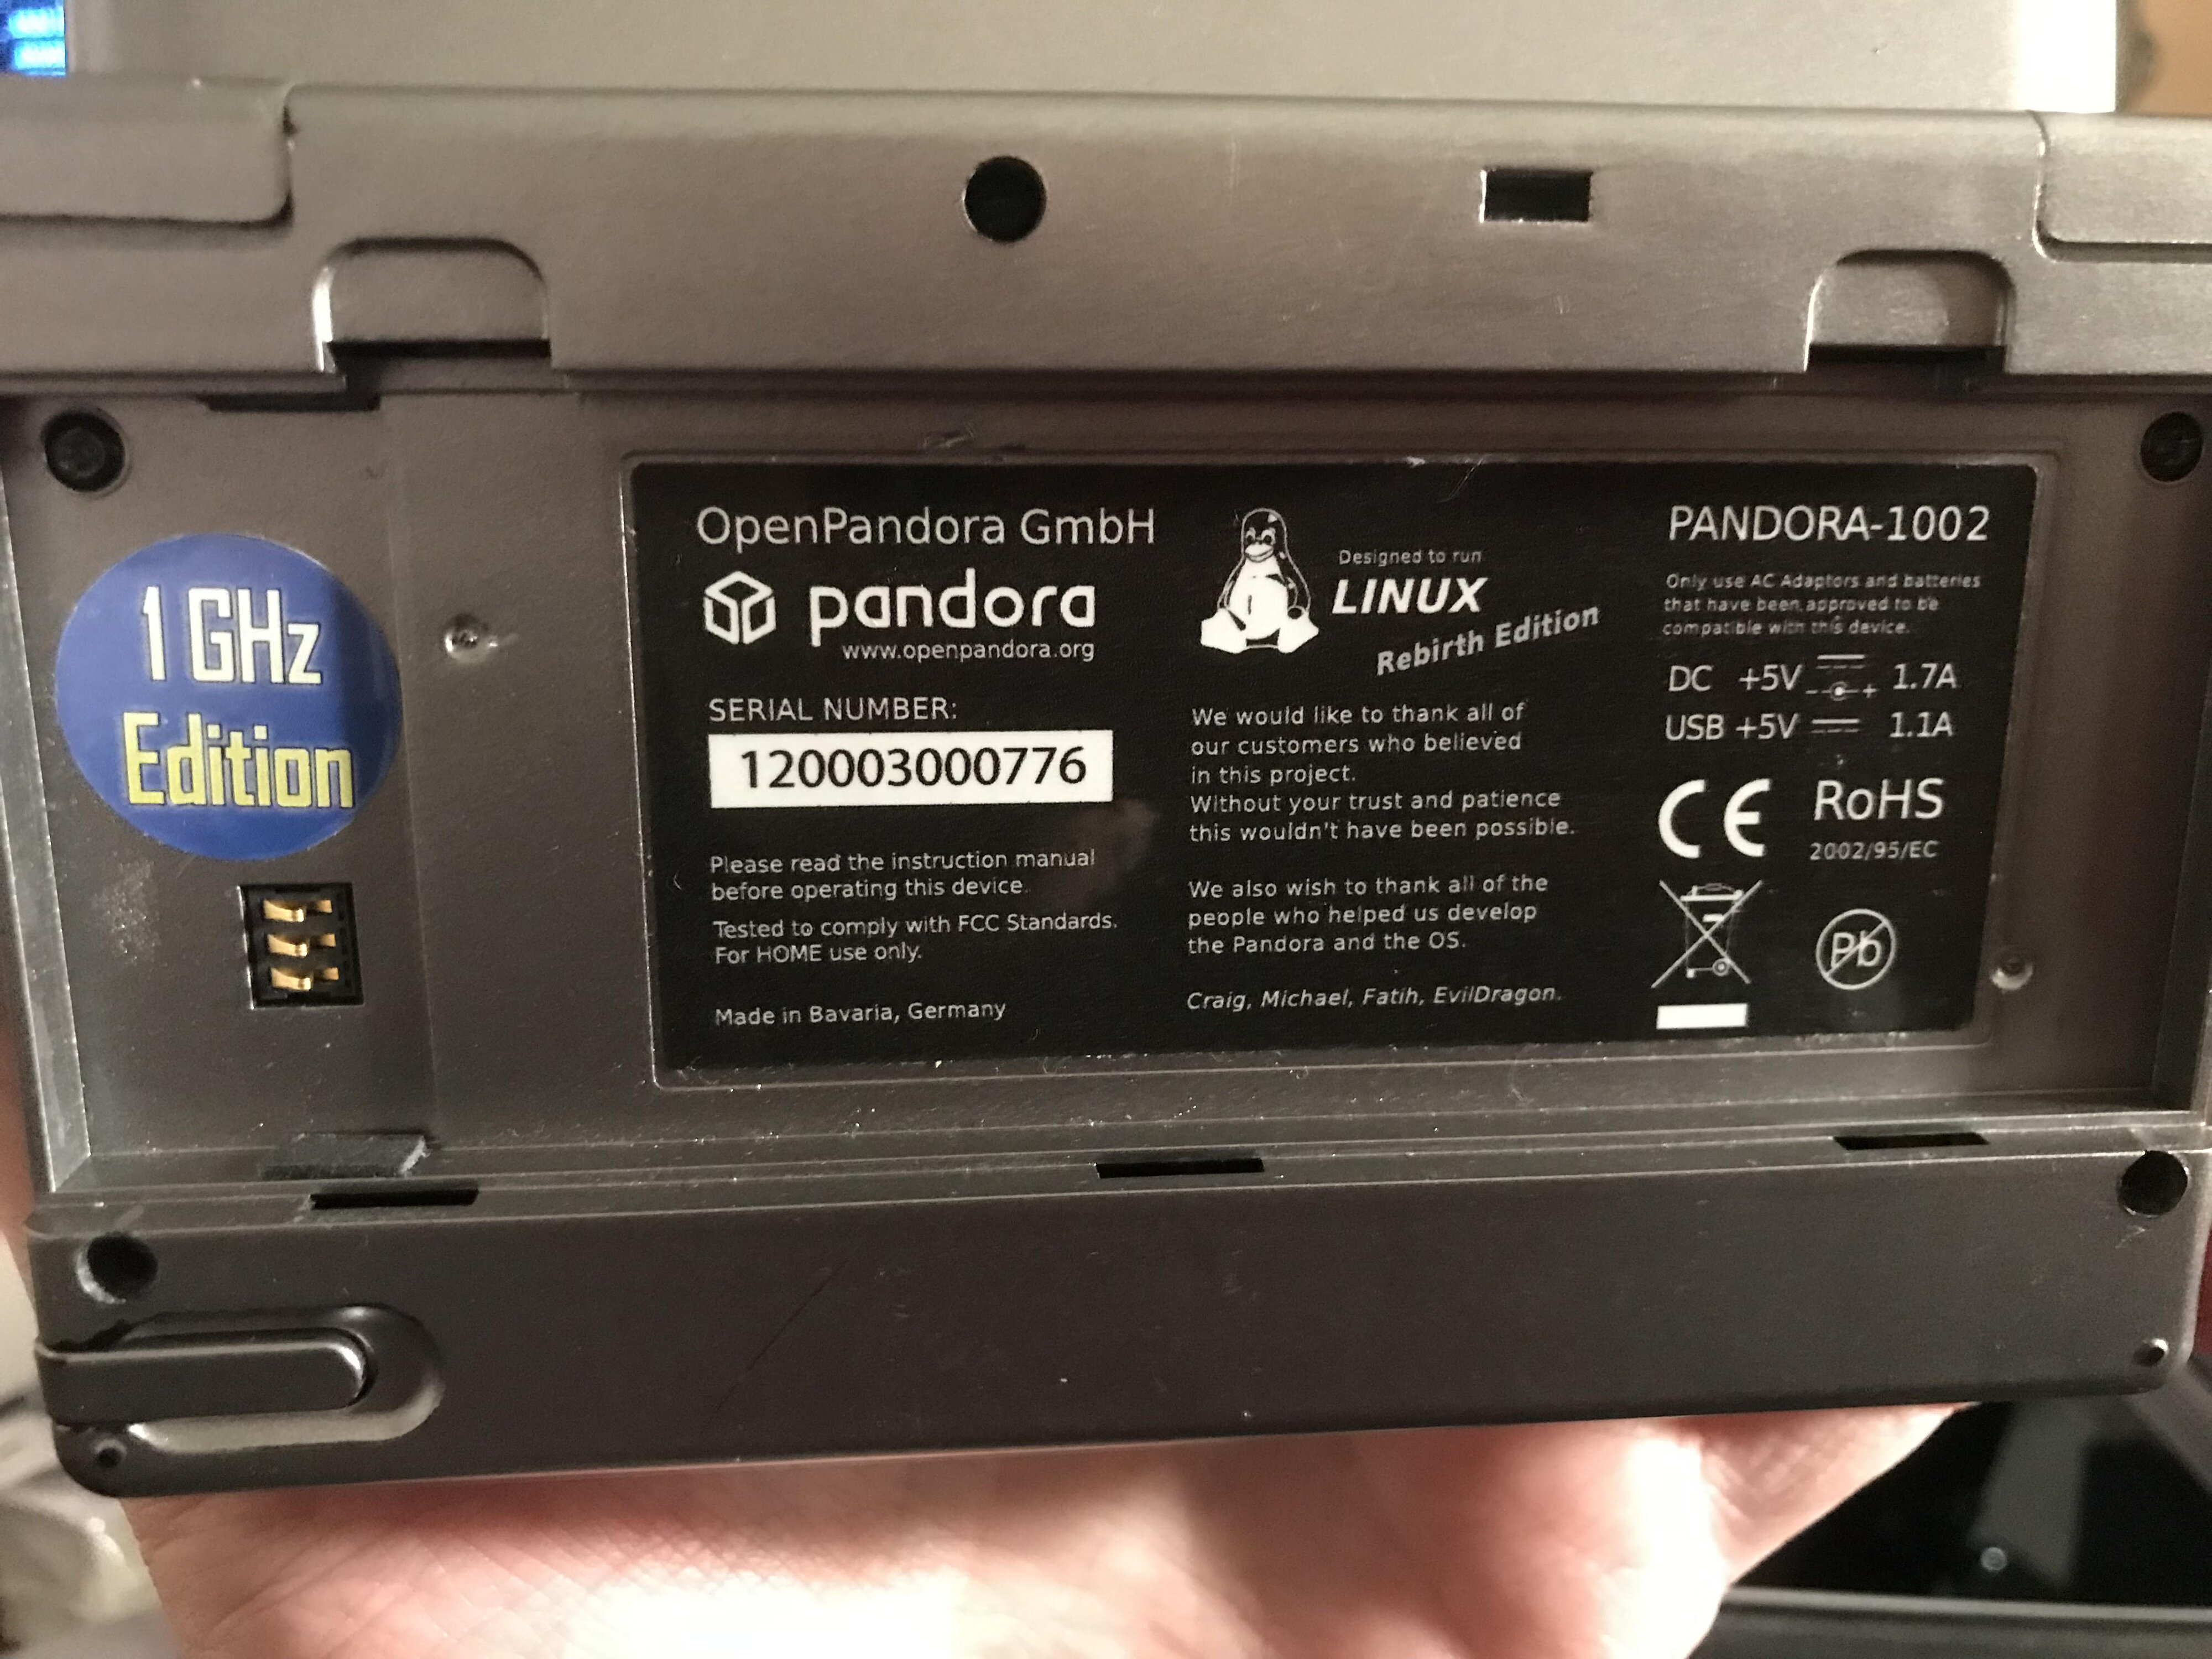 1 GHz
Edition
OpenPandora GmbH
pandora
www.openpandora.org
SERIAL NUMBER:
120003000776
Please read the instruction manual
before operating this device.
Tested to comply with FCC Standards.
For HOME use only.
Made in Bavaria, Germany
Designed to run
LINUX
Rebirth Edition
We would like to thank all of
our customers who believed
in this project.
Without your trust and patience
this wouldn't have been possible.
We also wish to thank all of the
people who helped us develop
the Pandora and the OS.
Craig, Michael, Fatih, EvilDragon.
PANDORA-1002
Only use AC Adaptors and batteries
that have been approved to be
compatible with this device.
DC +5V 1.7A
USB +5V 1.1A
CE RoHS
2002/95/EC
Pb